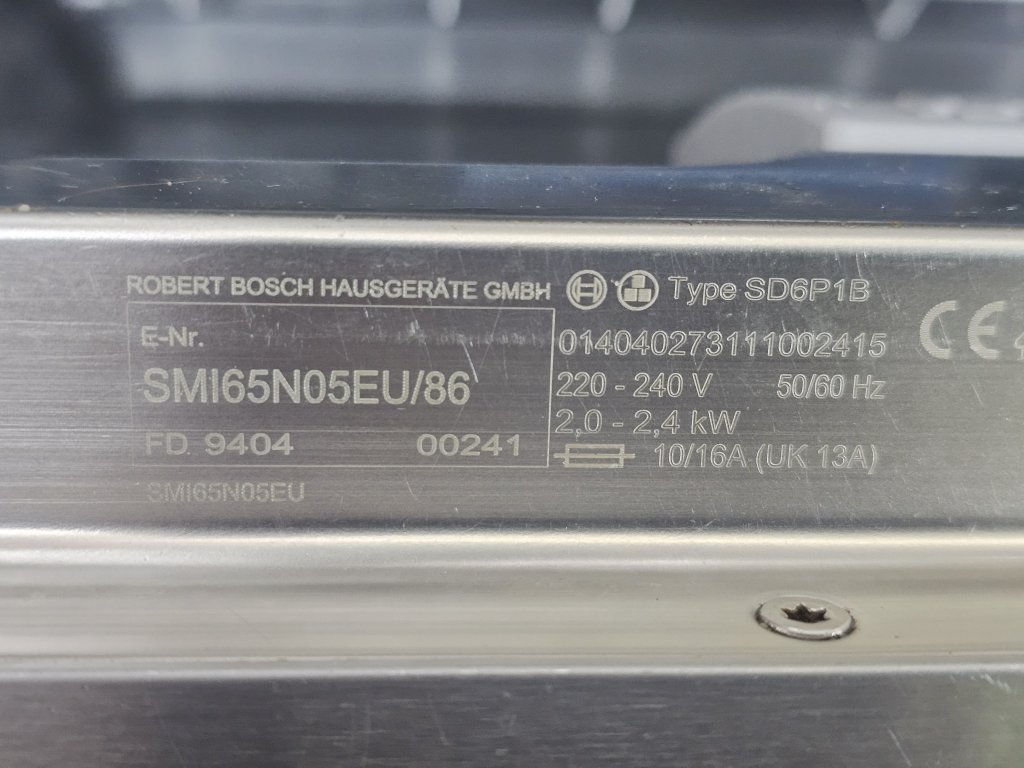 ROBERT BOSCH HAUSGERÄTE GMBH
Type SD6P1B
E-Nr.
SMI65N05EU/86
FD 9404 00241
SMI65N05EU
014040273111002415
220 - 240 V 50/60 Hz
2,0 - 2,4 kW
10/16A (UK 13A)
CE